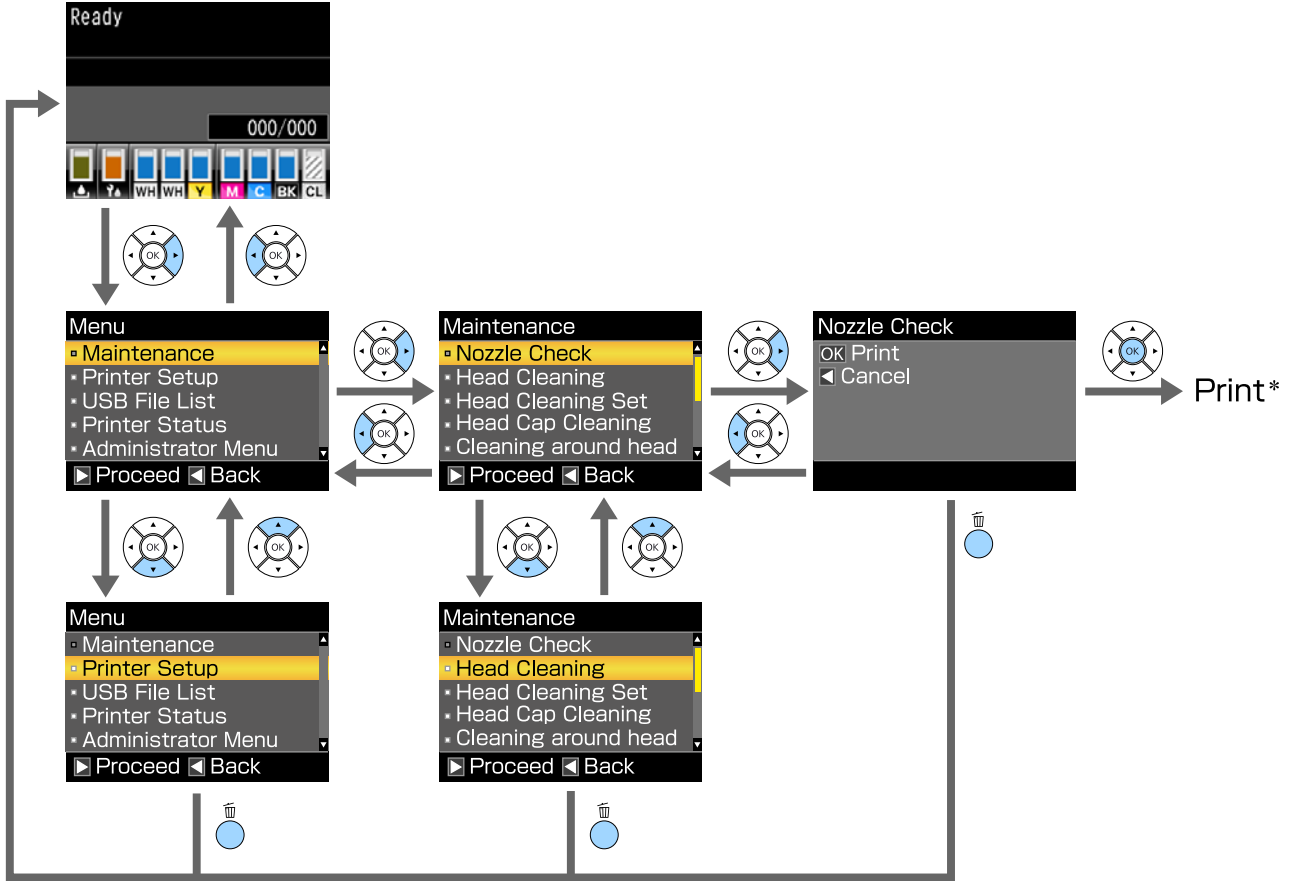 Ready
000/000
WH WH Y M C BK CL
OK
OK
Menu
Maintenance
Printer Setup
USB File List
Printer Status
Administrator Menu
Proceed Back
OK
OK
Maintenance
Nozzle Check
Head Cleaning
Head Cleaning Set
Head Cap Cleaning
Cleaning around head
Proceed Back
OK
OK
Nozzle Check
OK Print
Cancel
OK
Print*
OK
OK
OK
OK
Menu
Maintenance
Printer Setup
USB File List
Printer Status
Administrator Menu
Proceed Back
Maintenance
Nozzle Check
Head Cleaning
Head Cleaning Set
Head Cap Cleaning
Cleaning around head
Proceed Back